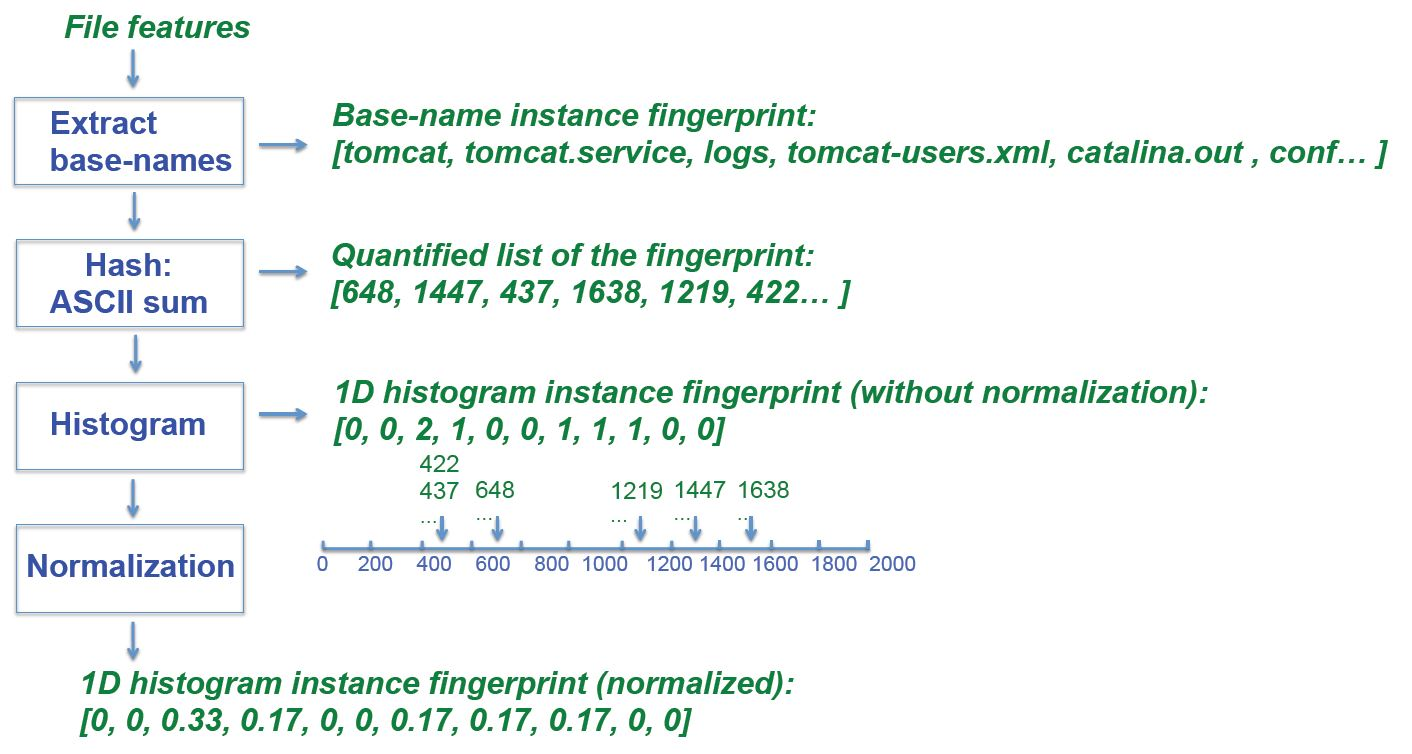 File features
Extract
base-names
Base-name instance fingerprint:
[tomcat, tomcat.service, logs, tomcat-users.xml, catalina.out , conf… ]
Hash:
ASCII sum
Quantified list of the fingerprint:
[648, 1447, 437, 1638, 1219, 422… ]
Histogram
1D histogram instance fingerprint (without normalization):
[0, 0, 2, 1, 0, 0, 1, 1, 1, 0, 0]
422
437 648 1219 1447 1638
... ... ... ... ..
0 200 400 600 800 1000 1200 1400 1600 1800 2000
Normalization
1D histogram instance fingerprint (normalized):
[0, 0, 0.33, 0.17, 0, 0, 0.17, 0.17, 0.17, 0, 0]